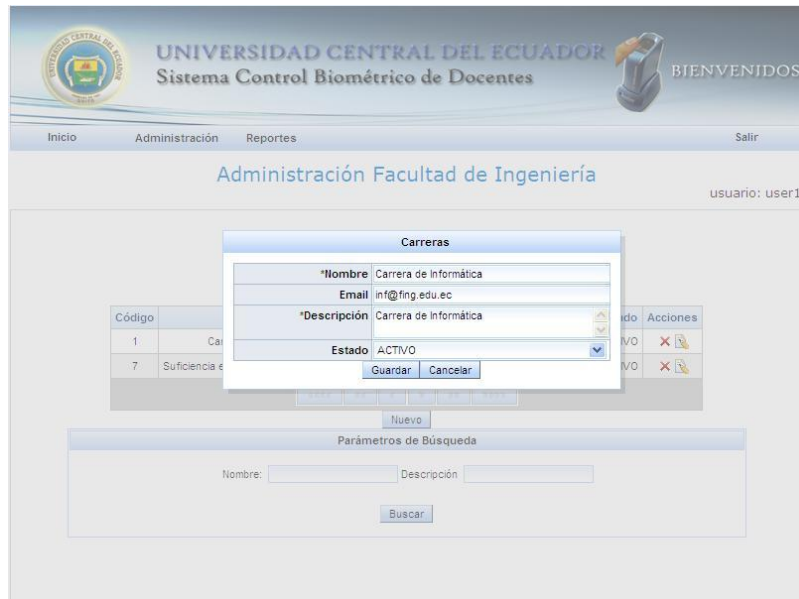 UNIVERSIDAD CENTRAL DEL ECUADOR
Sistema Control Biométrico de Docentes
BIENVENIDOS
Inicio Administración Reportes Salir
Administración Facultad de Ingeniería
usuario: user1
Carreras
*Nombre Carrera de Informática
Email inf@fing.edu.ec
*Descripción Carrera de Informática
Estado ACTIVO
Guardar Cancelar
Código Acciones
1
7 Suficiencia
Nuevo
Parámetros de Búsqueda
Nombre: Descripción
Buscar